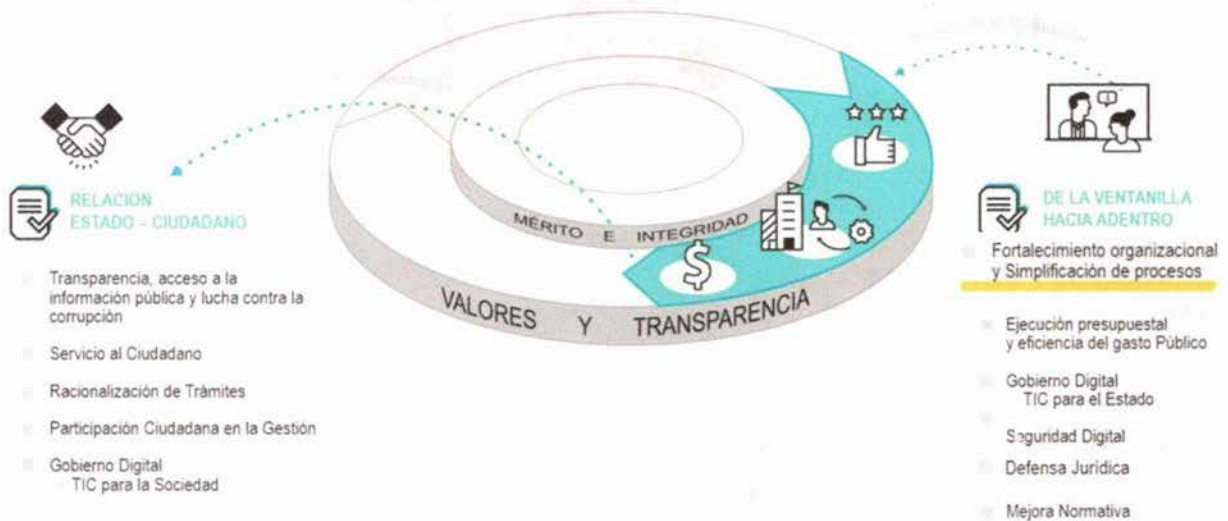 RELACION
ESTADO - CIUDADANO
Transparencia, acceso a la
información pública y lucha contra la
corrupción
Servicio al Ciudadano
Racionalización de Trámites
Participación Ciudadana en la Gestión
Gobierno Digital
TIC para la Sociedad
MÉRITO E INTEGRIDAD
VALORES Y TRANSPARENCIA
$
DE LA VENTANILLA
HACIA ADENTRO
Fortalecimiento organizacional
y Simplificación de procesos
Ejecución presupuestal
y eficiencia del gasto Público
Gobierno Digital
TIC para el Estado
Seguridad Digital
Defensa Jurídica
Mejora Normativa